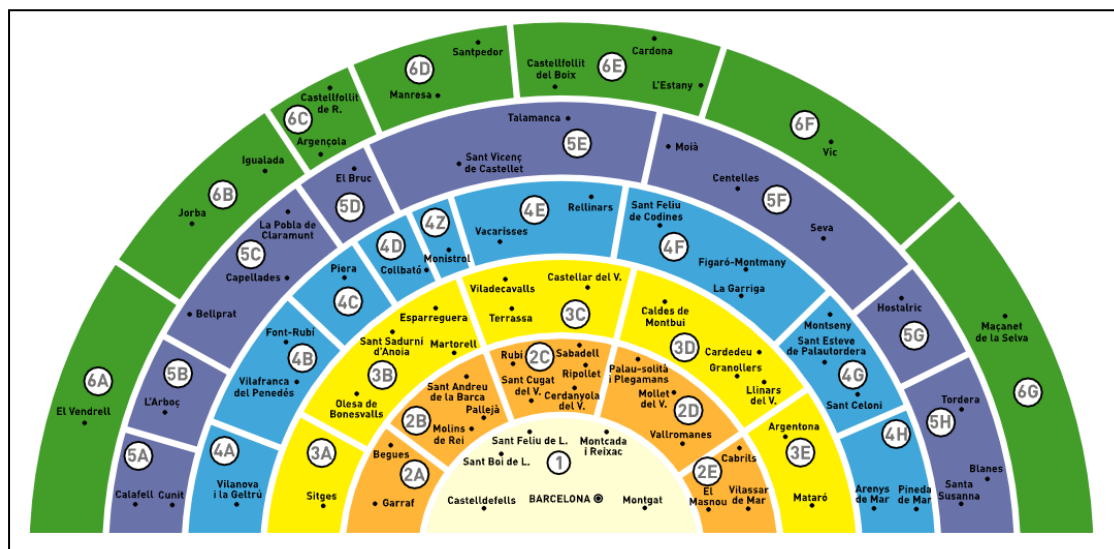 6A
El Vendrell
6B
Jorba
Igualada
6C
Castellfollit
de R.
Argençola
6D
Santpedor
Manresa
6E
Castellfollit
del Boix
Cardona
L'Estany
6F
Vic
6G
Maçanet
de la Selva
5A
Calafell
Cunit
5B
L'Arboç
5C
La Pobla de
Claramunt
Capellades
Bellprat
5D
El Bruc
5E
Talamanca
Sant Vicenç
de Castellet
5F
Moià
Centelles
Seva
5G
Hostalric
5H
Tordera
Blanes
Santa
Susanna
4A
Vilanova
i la Geltrú
4B
Font-Rubí
Vilafranca
del Penedés
4C
Piera
4D
Collbató
4Z
Monistrol
4E
Rellinars
Vacarisses
4F
Sant Feliu
de Codines
Figaró-Montmany
La Garriga
4G
Montseny
Sant Esteve
de Palautordera
Sant Celoni
4H
Arenys
de Mar
Pineda
de Mar
3A
Sitges
3B
Esparreguera
Sant Sadurní
d'Anoia
Martorell
Olesa de
Bonesvalls
3C
Viladecavalls
Castellar del V.
Terrassa
3D
Caldes de
Montbui
Cardedeu
Granollers
Llinars
del V.
3E
Argentona
Mataró
2A
Begues
Garraf
2B
Sant Andreu
de la Barca
Pallejà
Molins
de Rei
2C
Rubí
Sabadell
Ripollet
Sant Cugat
del V.
Cerdanyola
del V.
2D
Palau-solità
i Plegamans
Mollet
del V.
Vallromanes
2E
Cabrils
El
Masnou
Vilassar
de Mar
1
Sant Feliu de L.
Sant Boi de L.
Montcada
i Reixac
Castelldefells
BARCELONA
Montgat